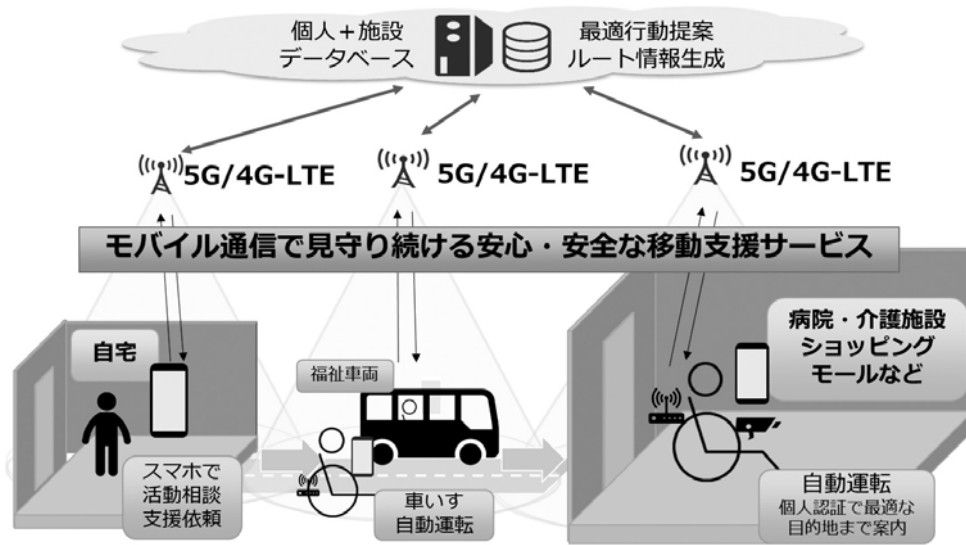 個人＋施設
データベース
最適行動提案
ルート情報生成
5G/4G-LTE
5G/4G-LTE
5G/4G-LTE
モバイル通信で見守り続ける安心・安全な移動支援サービス
自宅
福祉車両
病院・介護施設
ショッピング
モールなど
スマホで
活動相談
支援依頼
車いす
自動運転
自動運転
個人認証で最適な
目的地まで案内